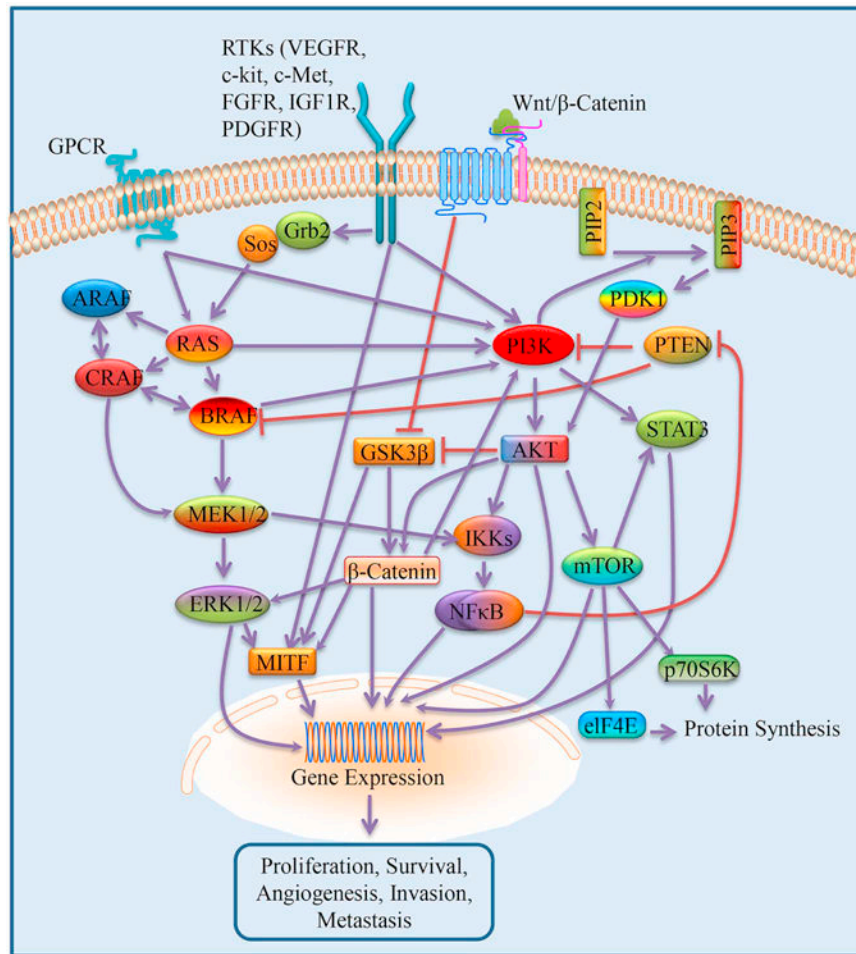 RTKs (VEGFR,
c-kit, c-Met,
FGFR, IGF1R,
PDGFR)
Wnt/β-Catenin
GPCR
PIP2
PIP3
Sos
Grb2
ARAF
PDK1
RAS
PI3K
PTEN
CRAF
BRAF
STAT3
GSK3β
AKT
MEK1/2
IKKs
β-Catenin
mTOR
ERK1/2
NFκB
MITF
p70S6K
elF4E
Protein Synthesis
Gene Expression
Proliferation, Survival,
Angiogenesis, Invasion,
Metastasis